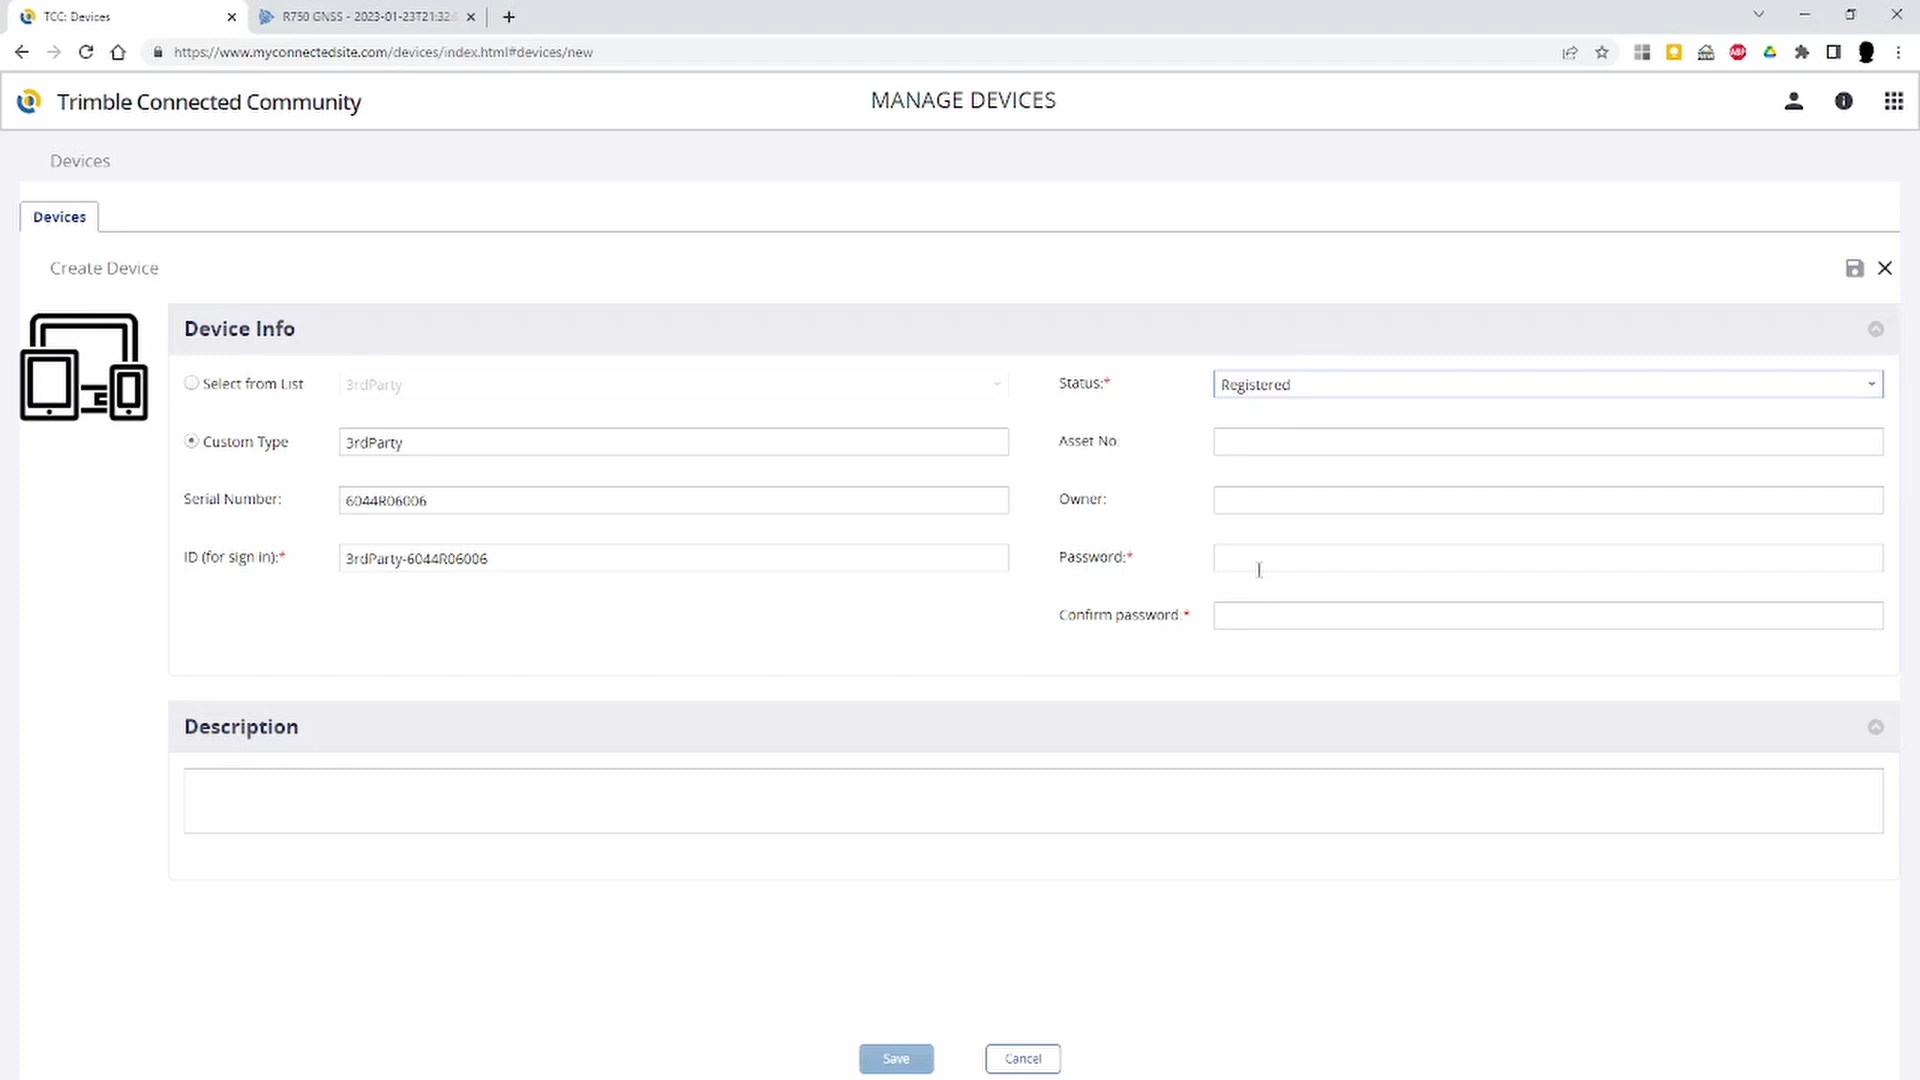 TCC: Devices
R750 GNSS - 2023-01-23T21:32:
https://www.myconnectedsite.com/devices/index.html#devices/new
ABP
Trimble Connected Community
MANAGE DEVICES
Devices
Devices
Create Device
Device Info
Select from List
3rdParty
Status:*
Registered
Custom Type
3rdParty
Asset No
Serial Number:
6044R06006
Owner:
ID (for sign in):*
3rdParty-6044R06006
Password:*
Confirm password:*
Description
Save
Cancel